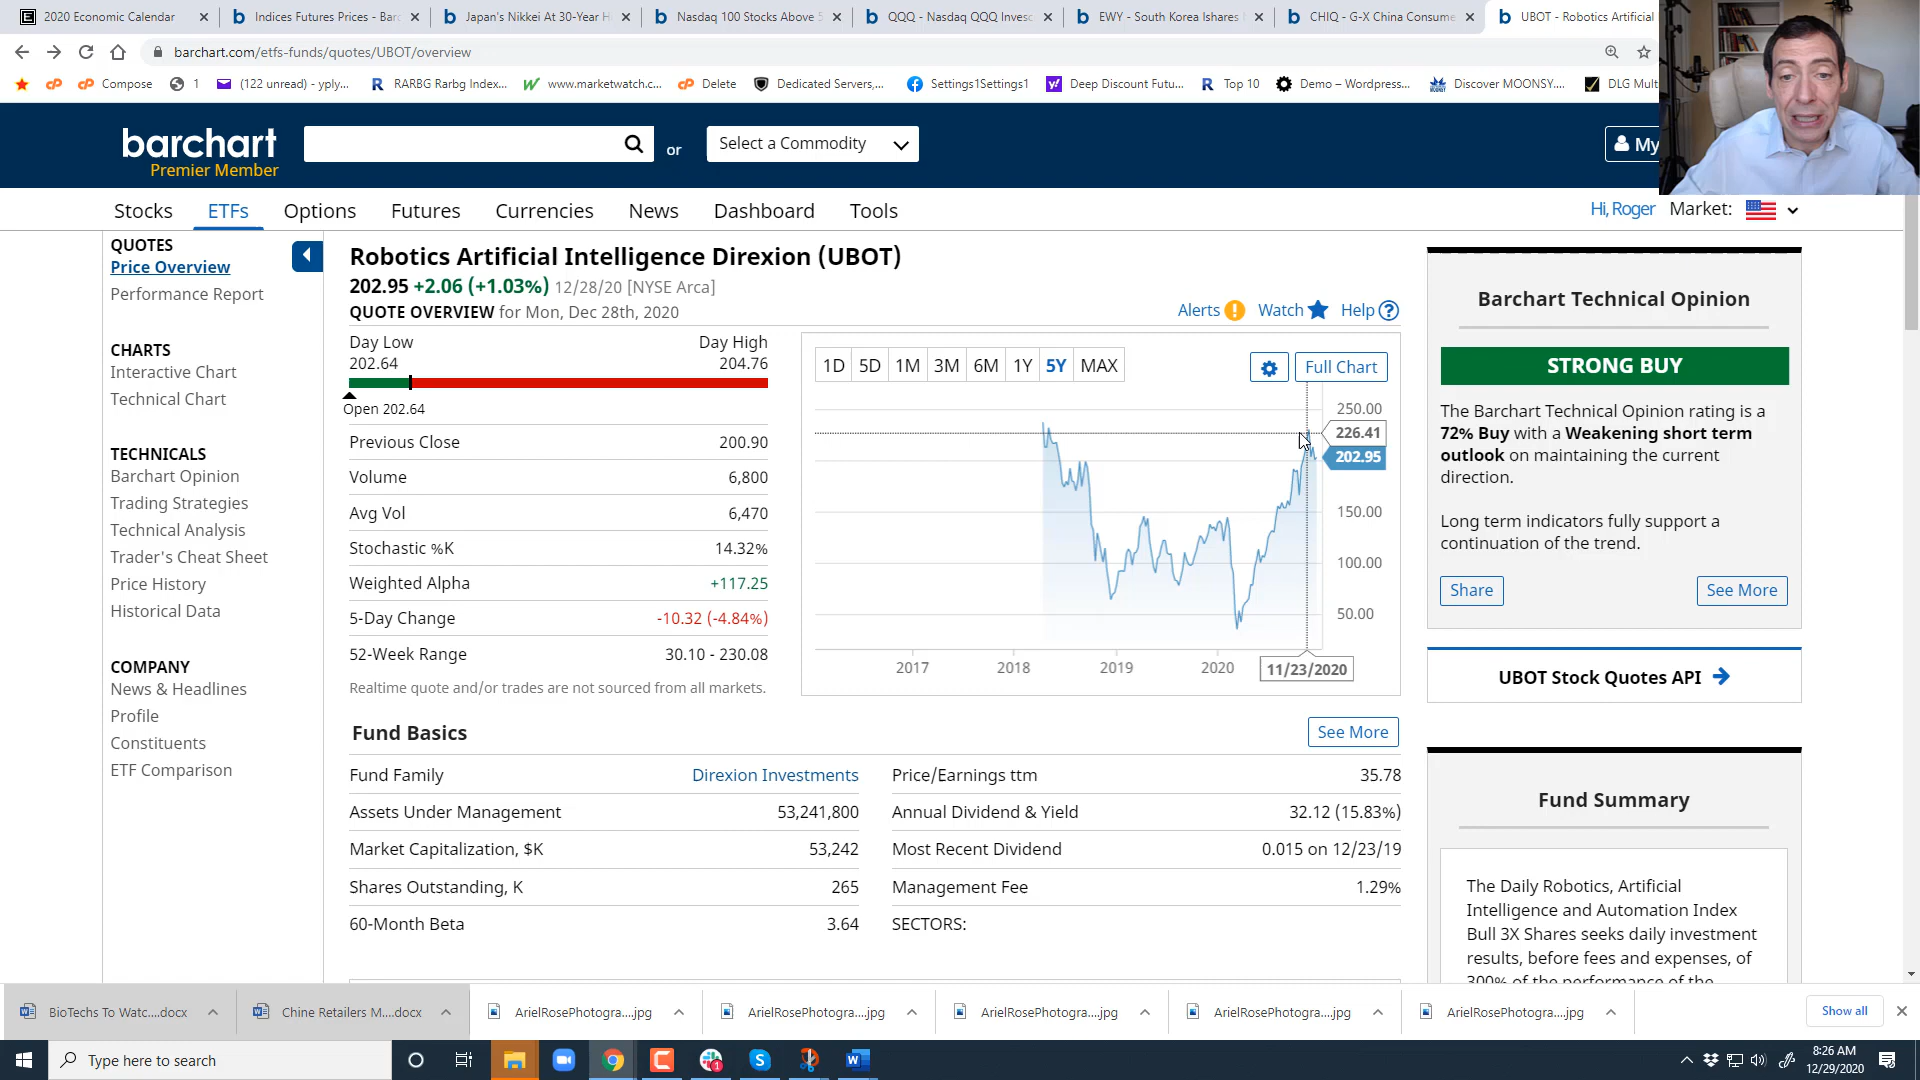 2020 Economic Calendar
Indices Futures Prices - Barc
Japan's Nikkei At 30-Year H
Nasdaq 100 Stocks Above 5
QQQ - Nasdaq QQQ Invesc
EWY - South Korea Ishares
CHIQ - G-X China Consume
UBOT - Robotics Artificial
barchart.com/etfs-funds/quotes/UBOT/overview
Compose
1
(122 unread) - yply...
RARBG Rarbg Index...
www.marketwatch.c...
Delete
Dedicated Servers,...
Settings1Settings1
Deep Discount Futu...
Top 10
Demo – Wordpress...
Discover MOONSY....
DLG Mult
barchart
Premier Member
or
Select a Commodity
My
Stocks
ETFs
Options
Futures
Currencies
News
Dashboard
Tools
Hi, Roger
Market:
QUOTES
Price Overview
Performance Report
CHARTS
Interactive Chart
Technical Chart
TECHNICALS
Barchart Opinion
Trading Strategies
Technical Analysis
Trader's Cheat Sheet
Price History
Historical Data
COMPANY
News & Headlines
Profile
Constituents
ETF Comparison
Robotics Artificial Intelligence Direxion (UBOT)
202.95 +2.06 (+1.03%) 12/28/20 [NYSE Arca]
QUOTE OVERVIEW for Mon, Dec 28th, 2020
Alerts
Watch
Help
Day Low
Day High
202.64
204.76
Open 202.64
Previous Close 200.90
Volume 6,800
Avg Vol 6,470
Stochastic %K 14.32%
Weighted Alpha +117.25
5-Day Change -10.32 (-4.84%)
52-Week Range 30.10 - 230.08
Realtime quote and/or trades are not sourced from all markets.
1D 5D 1M 3M 6M 1Y 5Y MAX
Full Chart
250.00
226.41
202.95
150.00
100.00
50.00
2017 2018 2019 2020
11/23/2020
Fund Basics
See More
Fund Family Direxion Investments
Assets Under Management 53,241,800
Market Capitalization, $K 53,242
Shares Outstanding, K 265
60-Month Beta 3.64
Price/Earnings ttm 35.78
Annual Dividend & Yield 32.12 (15.83%)
Most Recent Dividend 0.015 on 12/23/19
Management Fee 1.29%
SECTORS:
Barchart Technical Opinion
STRONG BUY
The Barchart Technical Opinion rating is a
72% Buy with a Weakening short term
outlook on maintaining the current
direction.
Long term indicators fully support a
continuation of the trend.
Share
See More
UBOT Stock Quotes API
Fund Summary
The Daily Robotics, Artificial
Intelligence and Automation Index
Bull 3X Shares seeks daily investment
results, before fees and expenses, of
300% of the performance of the
BioTechs To Watc....docx
Chine Retailers M....docx
ArielRosePhotogra....jpg
ArielRosePhotogra....jpg
ArielRosePhotogra....jpg
ArielRosePhotogra....jpg
ArielRosePhotogra....jpg
Show all
Type here to search
8:26 AM
12/29/2020